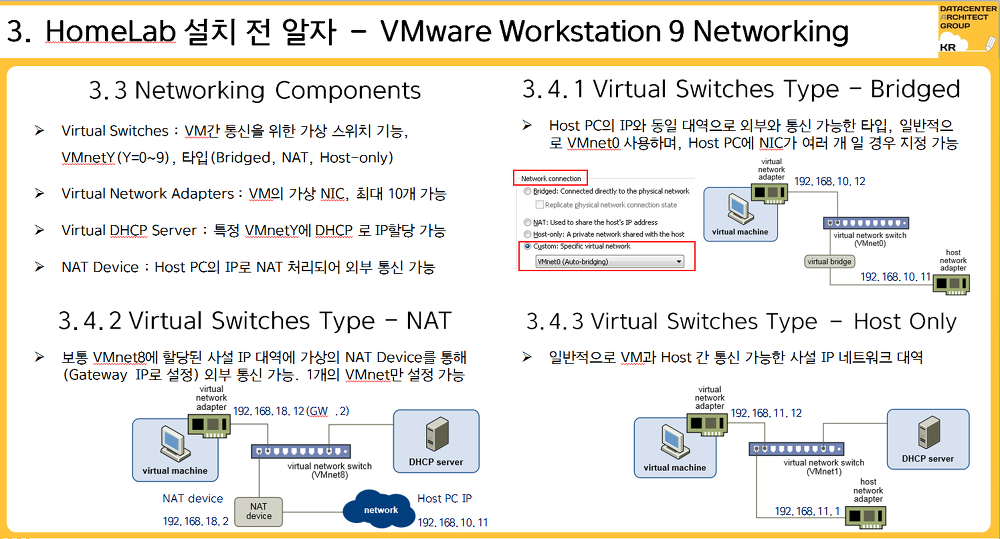 3. HomeLab 설치 전 알자 - VMware Workstation 9 Networking
DATACENTER
ARCHITECT
GROUP
KR
3.3 Networking Components
➢ Virtual Switches : VM간 통신을 위한 가상 스위치 기능,
VMnetY(Y=0~9), 타입(Bridged, NAT, Host-only)
➢ Virtual Network Adapters : VM의 가상 NIC, 최대 10개 가능
➢ Virtual DHCP Server : 특정 VMnetY에 DHCP 로 IP할당 가능
➢ NAT Device : Host PC의 IP로 NAT 처리되어 외부 통신 가능
3.4.1 Virtual Switches Type - Bridged
➢ Host PC의 IP와 동일 대역으로 외부와 통신 가능한 타입, 일반적으
로 VMnet0 사용하며, Host PC에 NIC가 여러 개 일 경우 지정 가능
Network connection
Bridged: Connected directly to the physical network
Replicate physical network connection state
NAT: Used to share the host's IP address
Host-only: A private network shared with the host
Custom: Specific virtual network
VMnet0 (Auto-bridging)
virtual
network
adapter
192.168.10.12
virtual machine
virtual network switch
(VMnet0)
virtual bridge
192.168.10.11
host
network
adapter
3.4.2 Virtual Switches Type - NAT
➢ 보통 VMnet8에 할당된 사설 IP 대역에 가상의 NAT Device를 통해
(Gateway IP로 설정) 외부 통신 가능. 1개의 VMnet만 설정 가능
virtual
network
adapter
192.168.18.12(GW .2)
virtual machine
virtual network switch
(VMnet8)
DHCP server
NAT device
192.168.18.2
NAT
device
network
Host PC IP
192.168.10.11
3.4.3 Virtual Switches Type - Host Only
➢ 일반적으로 VM과 Host 간 통신 가능한 사설 IP 네트워크 대역
virtual
network
adapter
192.168.11.12
virtual machine
virtual network switch
(VMnet1)
DHCP server
192.168.11.1
host
network
adapter